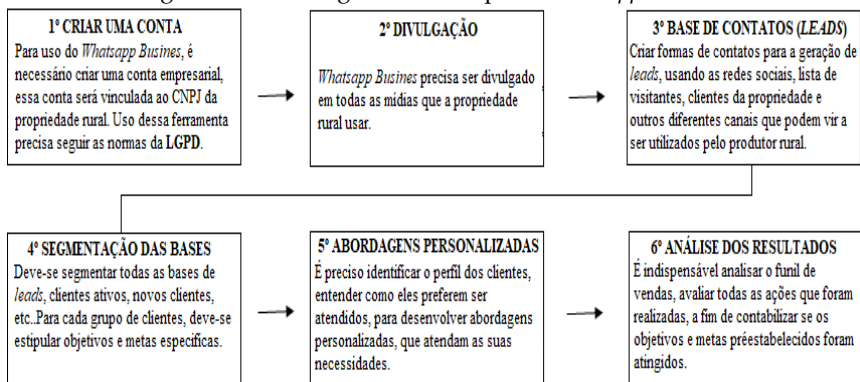 1º CRIAR UMA CONTA
Para uso do Whatsapp Busines, é
necessário criar uma conta empresarial,
essa conta será vinculada ao CNPJ da
propriedade rural. Uso dessa ferramenta
precisa seguir as normas da LGPD.
2º DIVULGAÇÃO
Whatsapp Busines precisa ser divulgado
em todas as mídias que a propriedade
rural usar.
3º BASE DE CONTATOS (LEADS)
Criar formas de contatos para a geração de
leads, usando as redes sociais, lista de
visitantes, clientes da propriedade e
outros diferentes canais que podem vir a
ser utilizados pelo produtor rural.
4º SEGMENTAÇÃO DAS BASES
Deve-se segmentar todas as bases de
leads, clientes ativos, novos clientes,
etc..Para cada grupo de clientes, deve-se
estipular objetivos e metas especificas.
5º ABORDAGENS PERSONALIZADAS
É preciso identificar o perfil dos clientes,
entender como eles preferem ser
atendidos, para desenvolver abordagens
personalizadas, que atendam as suas
necessidades.
6º ANÁLISE DOS RESULTADOS
É indispensável analisar o funil de
vendas, avaliar todas as ações que foram
realizadas, a fim de contabilizar se os
objetivos e metas préestabelecidos foram
atingidos.